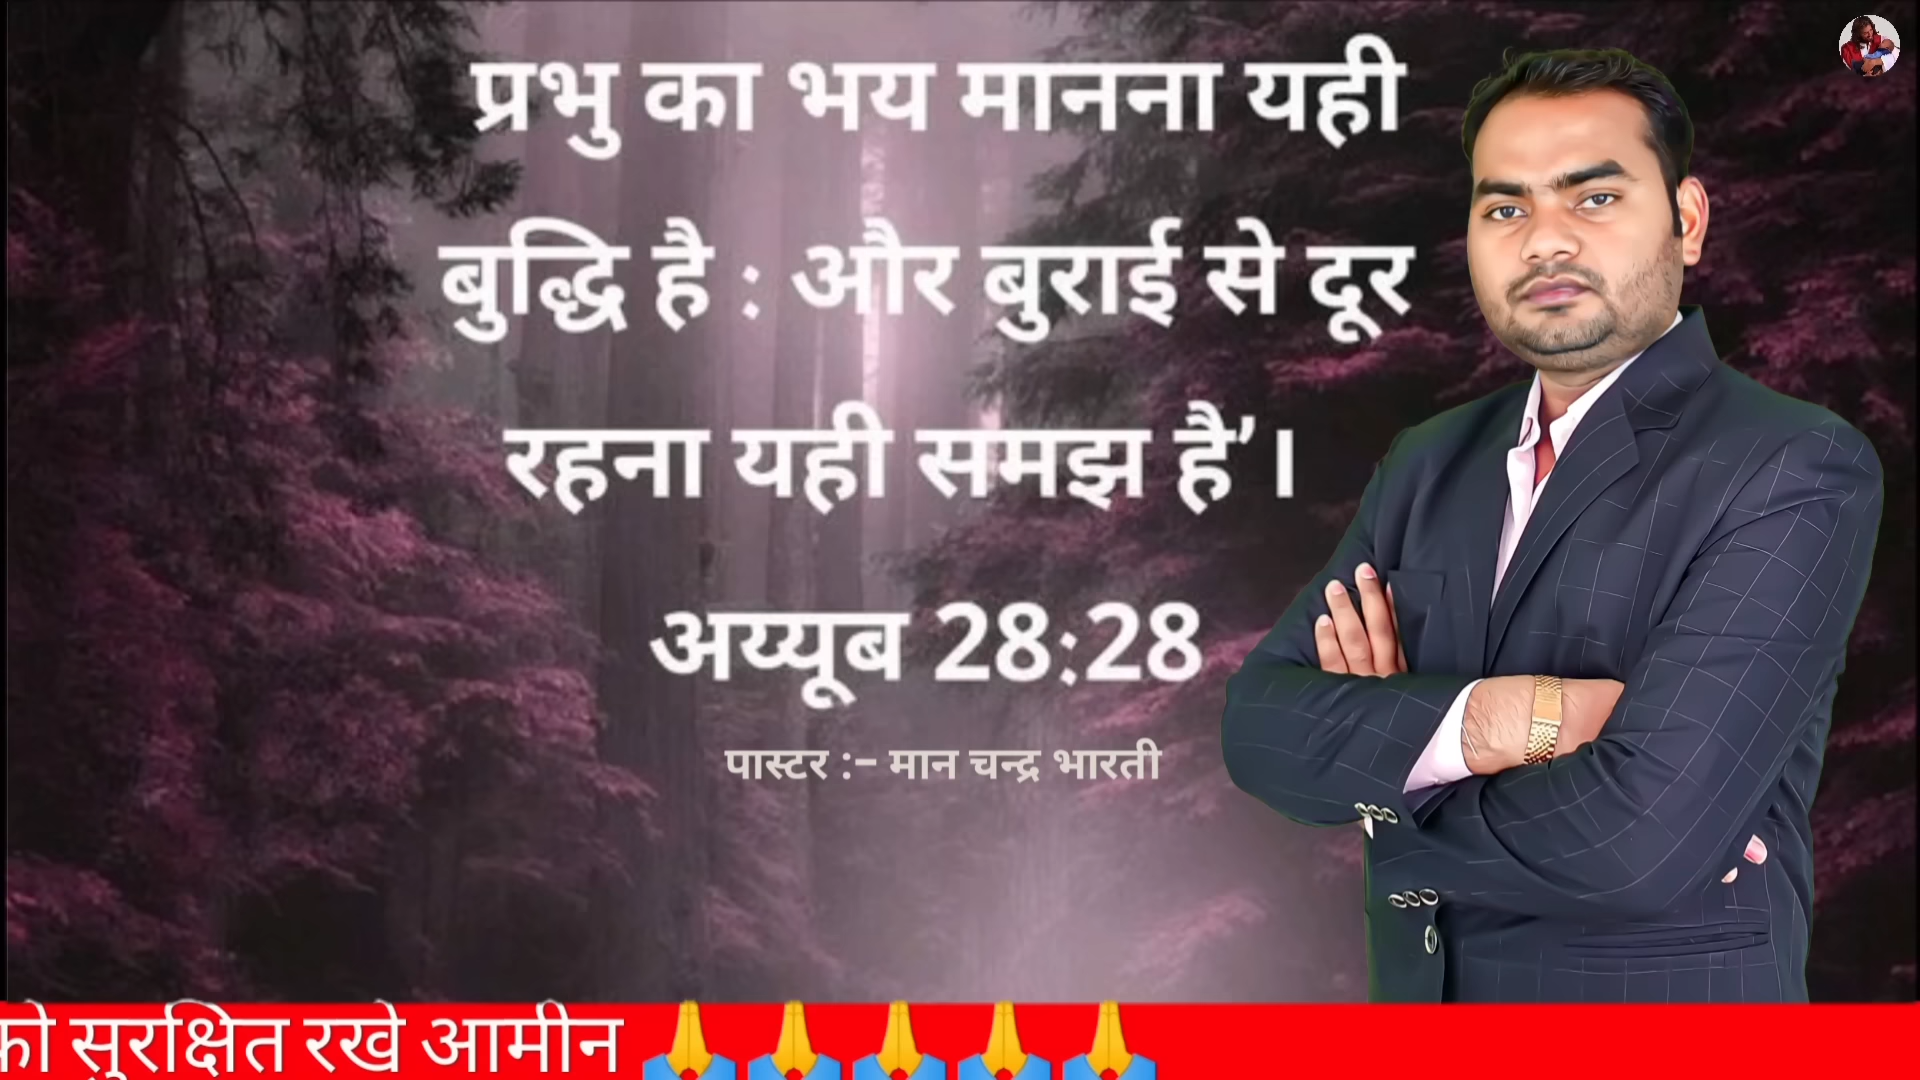 प्रभु का भय मानना यही
बुद्धि है : और बुराई से दूर
रहना यही समझ है’।
अय्यूब 28:28
पास्टर :- मान चन्द्र भारती
को सुरक्षित रखे आमीन 🙏🙏🙏🙏🙏